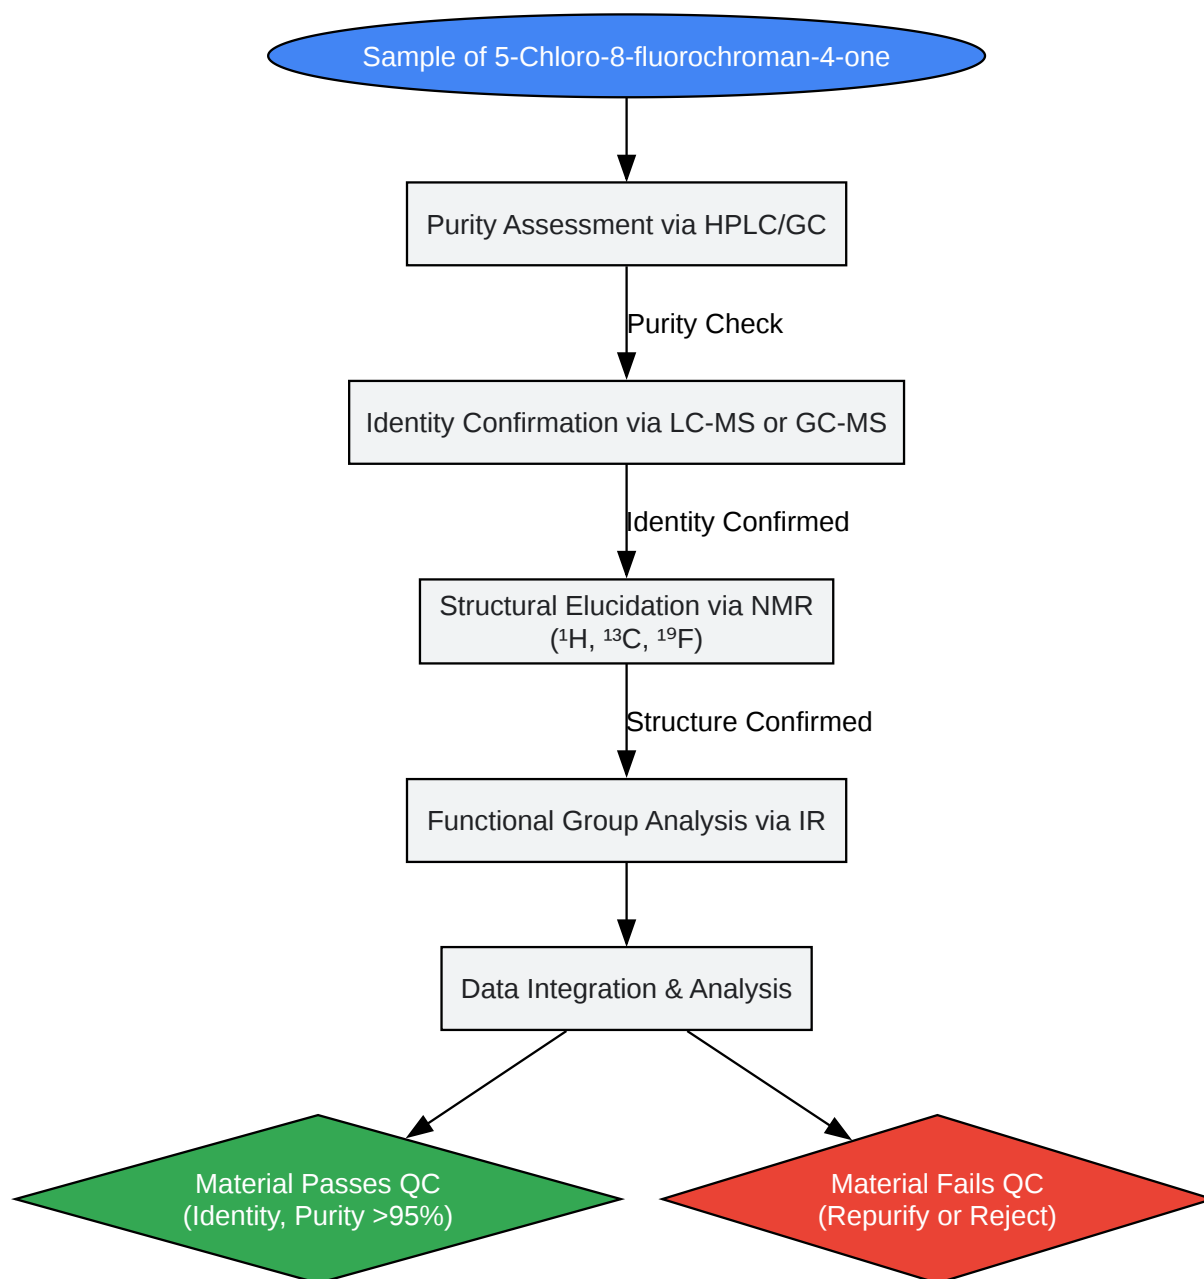 Sample of 5-Chloro-8-fluorochroman-4-one
Purity Assessment via HPLC/GC
Purity Check
Identity Confirmation via LC-MS or GC-MS
Identity Confirmed
Structural Elucidation via NMR
(¹H, ¹³C, ¹⁹F)
Structure Confirmed
Functional Group Analysis via IR
Data Integration & Analysis
Material Passes QC
(Identity, Purity >95%)
Material Fails QC
(Repurify or Reject)